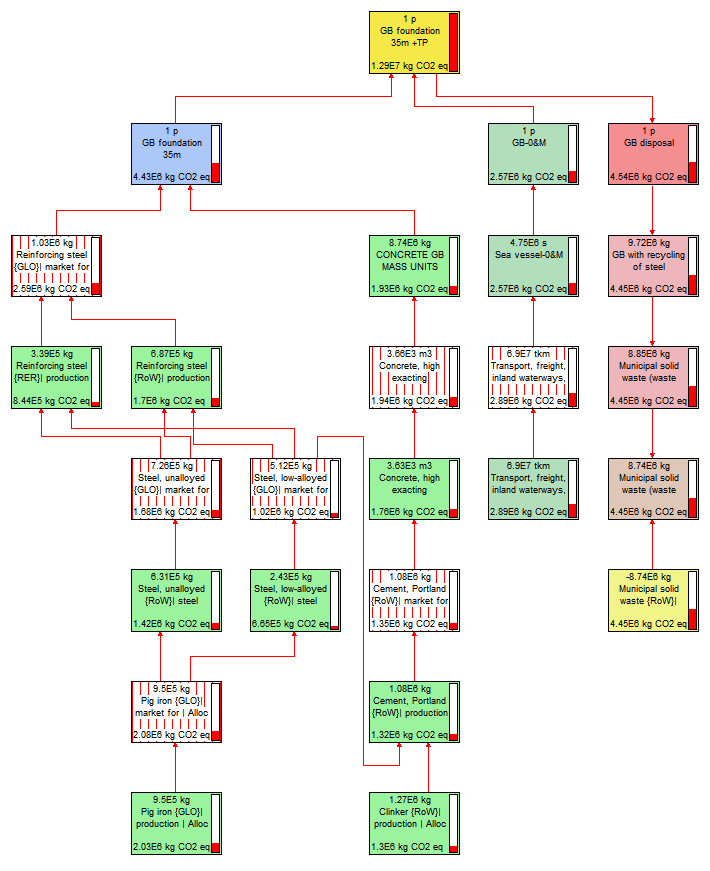 1 p
GB foundation
35m +TP
1.29E7 kg CO2 eq
1 p
GB foundation
35m
4.43E6 kg CO2 eq
1 p
GB-0&M
2.57E6 kg CO2 eq
1 p
GB disposal
4.54E6 kg CO2 eq
1.03E6 kg
Reinforcing steel
{GLO}| market for
2.59E6 kg CO2 eq
8.74E6 kg
CONCRETE GB
MASS UNITS
1.93E6 kg CO2 eq
4.75E6 s
Sea vessel-0&M
2.57E6 kg CO2 eq
9.72E6 kg
GB with recycling
of steel
4.45E6 kg CO2 eq
3.39E5 kg
Reinforcing steel
{RER}| production
8.44E5 kg CO2 eq
6.87E5 kg
Reinforcing steel
{RoW}| production
1.7E6 kg CO2 eq
3.66E3 m3
Concrete, high
exacting
1.94E6 kg CO2 eq
6.9E7 tkm
Transport, freight,
inland waterways,
2.89E6 kg CO2 eq
8.85E6 kg
Municipal solid
waste (waste
4.45E6 kg CO2 eq
7.26E5 kg
Steel, unalloyed
{GLO}| market for
1.68E6 kg CO2 eq
5.12E5 kg
Steel, low-alloyed
{GLO}| market for
1.02E6 kg CO2 eq
3.63E3 m3
Concrete, high
exacting
1.76E6 kg CO2 eq
6.9E7 tkm
Transport, freight,
inland waterways,
2.89E6 kg CO2 eq
8.74E6 kg
Municipal solid
waste (waste
4.45E6 kg CO2 eq
6.31E5 kg
Steel, unalloyed
{RoW}| steel
1.42E6 kg CO2 eq
2.43E5 kg
Steel, low-alloyed
{RoW}| steel
6.65E5 kg CO2 eq
1.08E6 kg
Cement, Portland
{RoW}| market for
1.35E6 kg CO2 eq
-8.74E6 kg
Municipal solid
waste {RoW}|
4.45E6 kg CO2 eq
9.5E5 kg
Pig iron {GLO}|
market for | Alloc
2.08E6 kg CO2 eq
1.08E6 kg
Cement, Portland
{RoW}| production
1.32E6 kg CO2 eq
9.5E5 kg
Pig iron {GLO}|
production | Alloc
2.03E6 kg CO2 eq
1.27E6 kg
Clinker {RoW}|
production | Alloc
1.3E6 kg CO2 eq